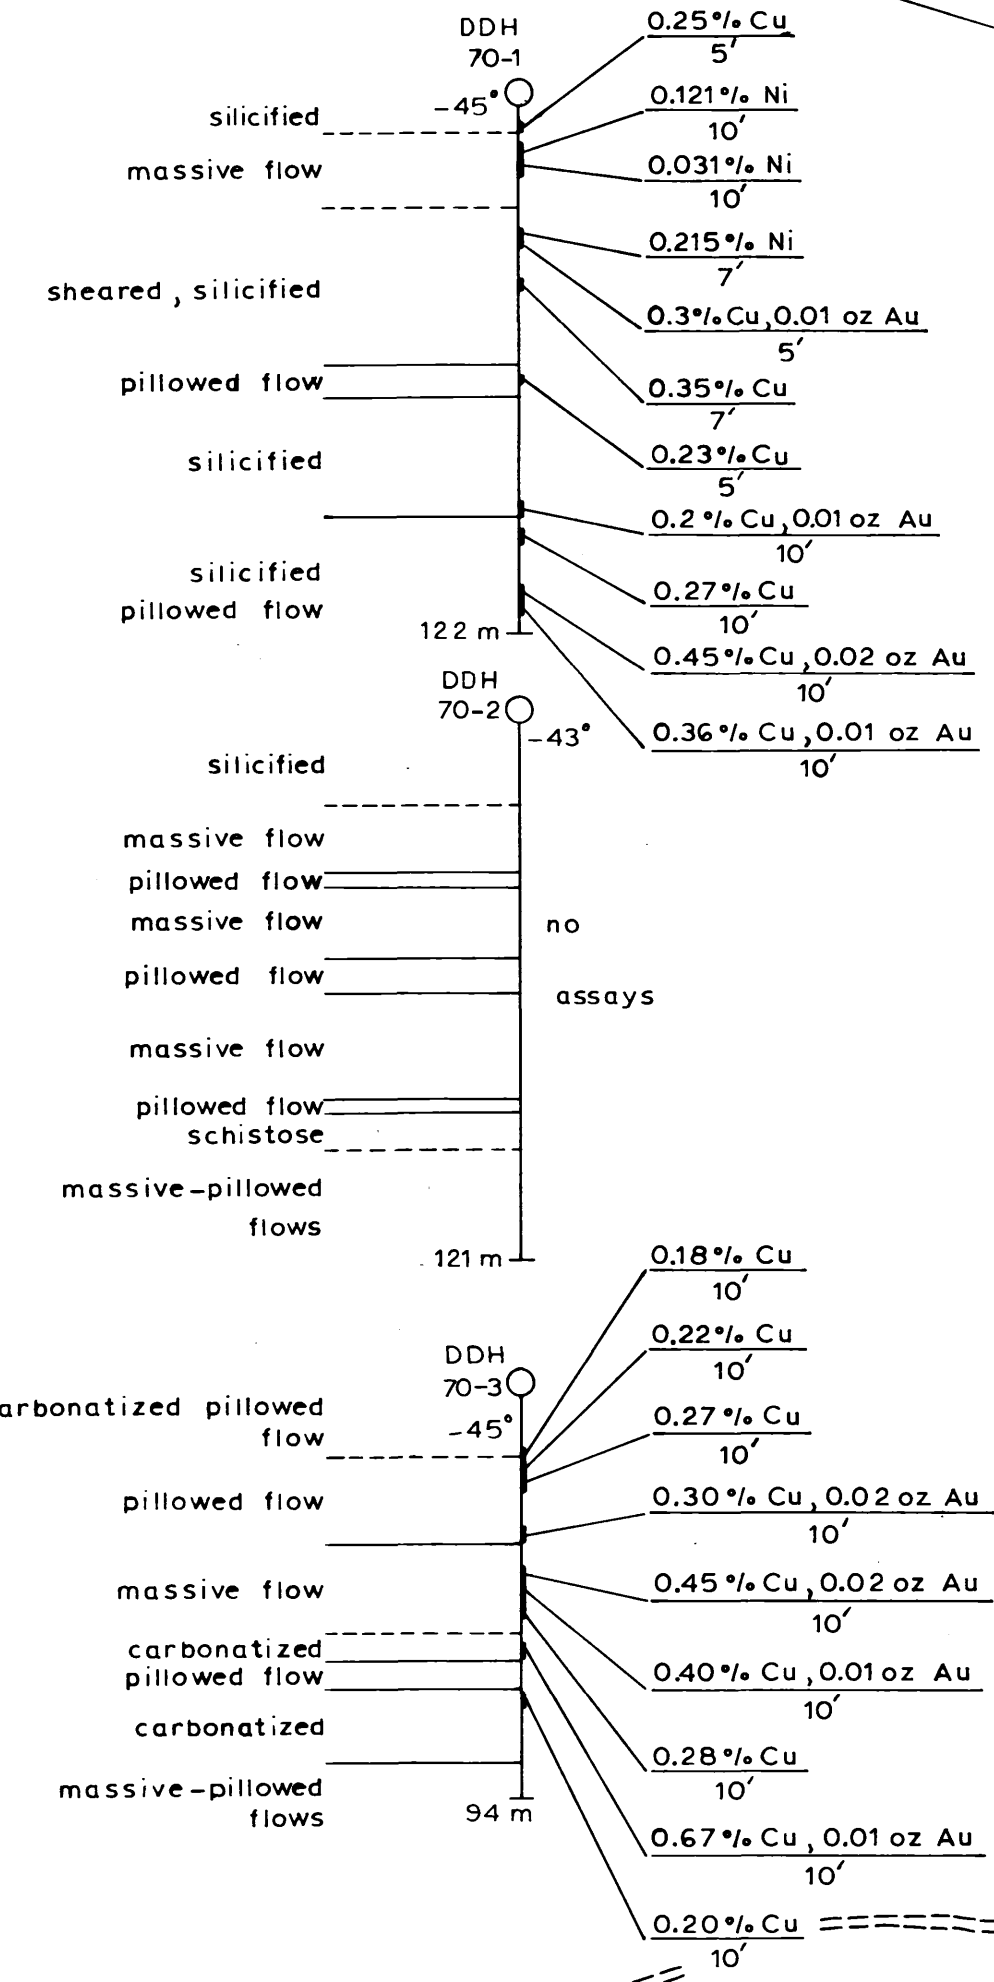 DDH
70-1
-45°
silicified
massive flow
sheared, silicified
pillowed flow
silicified
silicified
pillowed flow
122 m
0.25% Cu
5'
0.121% Ni
10'
0.031% Ni
10'
0.215% Ni
7'
0.3% Cu, 0.01 oz Au
5'
0.35% Cu
7'
0.23% Cu
5'
0.2% Cu, 0.01 oz Au
10'
0.27% Cu
10'
0.45% Cu, 0.02 oz Au
10'
0.36% Cu, 0.01 oz Au
10'
DDH
70-2
-43°
silicified
massive flow
pillowed flow
massive flow
pillowed flow
massive flow
pillowed flow
schistose
massive-pillowed
flows
no
assays
121 m
DDH
70-3
-45°
arbonatized pillowed
flow
pillowed flow
massive flow
carbonatized
pillowed flow
carbonatized
massive-pillowed
flows
94 m
0.18% Cu
10'
0.22% Cu
10'
0.27% Cu
10'
0.30% Cu, 0.02 oz Au
10'
0.45% Cu, 0.02 oz Au
10'
0.40% Cu, 0.01 oz Au
10'
0.28% Cu
10'
0.67% Cu, 0.01 oz Au
10'
0.20% Cu
10'